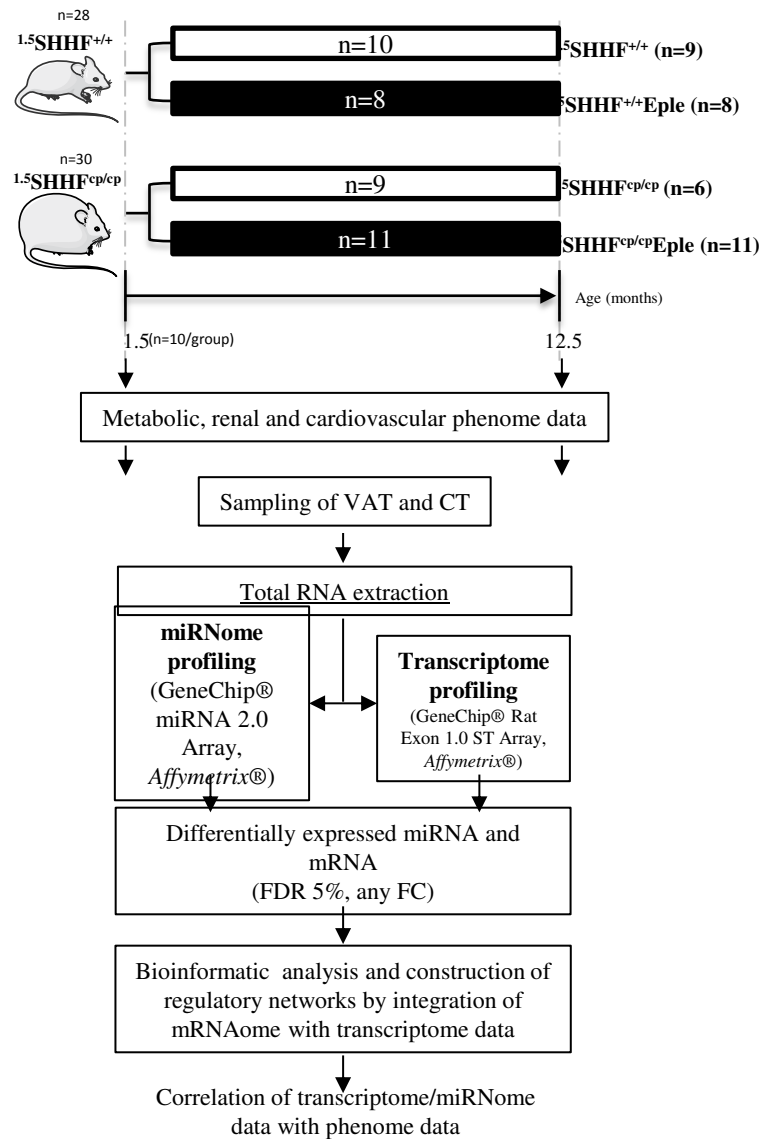 n=28
1.5SHHF+/+
n=10
5SHHF+/+ (n=9)
n=8
5SHHF+/+Eple (n=8)
n=30
1.5SHHFcp/cp
n=9
5SHHFcp/cp (n=6)
n=11
SHHFcp/cpEple (n=11)
Age (months)
1.5(n=10/group)
12.5
Metabolic, renal and cardiovascular phenome data
Sampling of VAT and CT
Total RNA extraction
miRNome
profiling
(GeneChip®
miRNA 2.0
Array,
Affymetrix®)
Transcriptome
profiling
(GeneChip® Rat
Exon 1.0 ST Array,
Affymetrix®)
Differentially expressed miRNA and
mRNA
(FDR 5%, any FC)
Bioinformatic analysis and construction of
regulatory networks by integration of
mRNAome with transcriptome data
Correlation of transcriptome/miRNome
data with phenome data